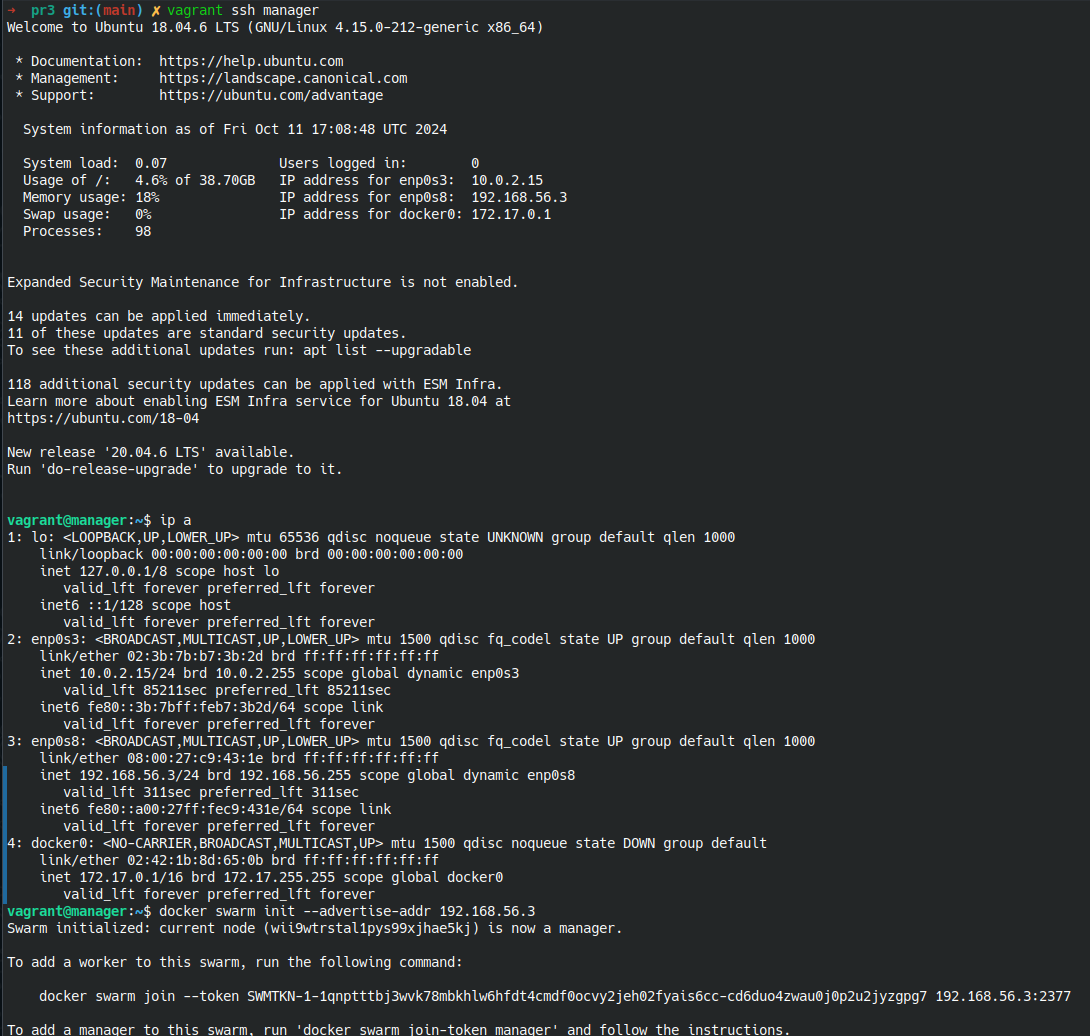 → pr3 git:(main) ✗ vagrant ssh manager
Welcome to Ubuntu 18.04.6 LTS (GNU/Linux 4.15.0-212-generic x86_64)
* Documentation: https://help.ubuntu.com
* Management: https://landscape.canonical.com
* Support: https://ubuntu.com/advantage
System information as of Fri Oct 11 17:08:48 UTC 2024
System load: 0.07 Users logged in: 0
Usage of /: 4.6% of 38.70GB IP address for enp0s3: 10.0.2.15
Memory usage: 18% IP address for enp0s8: 192.168.56.3
Swap usage: 0% IP address for docker0: 172.17.0.1
Processes: 98
Expanded Security Maintenance for Infrastructure is not enabled.
14 updates can be applied immediately.
11 of these updates are standard security updates.
To see these additional updates run: apt list --upgradable
118 additional security updates can be applied with ESM Infra.
Learn more about enabling ESM Infra service for Ubuntu 18.04 at
https://ubuntu.com/18-04
New release '20.04.6 LTS' available.
Run 'do-release-upgrade' to upgrade to it.
vagrant@manager:~$ ip a
1: lo: <LOOPBACK,UP,LOWER_UP> mtu 65536 qdisc noqueue state UNKNOWN group default qlen 1000
link/loopback 00:00:00:00:00:00 brd 00:00:00:00:00:00
inet 127.0.0.1/8 scope host lo
valid_lft forever preferred_lft forever
inet6 ::1/128 scope host
valid_lft forever preferred_lft forever
2: enp0s3: <BROADCAST,MULTICAST,UP,LOWER_UP> mtu 1500 qdisc fq_codel state UP group default qlen 1000
link/ether 02:3b:7b:b7:3b:2d brd ff:ff:ff:ff:ff:ff
inet 10.0.2.15/24 brd 10.0.2.255 scope global dynamic enp0s3
valid_lft 85211sec preferred_lft 85211sec
inet6 fe80::3b:7bff:feb7:3b2d/64 scope link
valid_lft forever preferred_lft forever
3: enp0s8: <BROADCAST,MULTICAST,UP,LOWER_UP> mtu 1500 qdisc fq_codel state UP group default qlen 1000
link/ether 08:00:27:c9:43:1e brd ff:ff:ff:ff:ff:ff
inet 192.168.56.3/24 brd 192.168.56.255 scope global dynamic enp0s8
valid_lft 311sec preferred_lft 311sec
inet6 fe80::a00:27ff:fec9:431e/64 scope link
valid_lft forever preferred_lft forever
4: docker0: <NO-CARRIER,BROADCAST,MULTICAST,UP> mtu 1500 qdisc noqueue state DOWN group default
link/ether 02:42:1b:8d:65:0b brd ff:ff:ff:ff:ff:ff
inet 172.17.0.1/16 brd 172.17.255.255 scope global docker0
valid_lft forever preferred_lft forever
vagrant@manager:~$ docker swarm init --advertise-addr 192.168.56.3
Swarm initialized: current node (wii9wtrstal1pys99xjhae5kj) is now a manager.
To add a worker to this swarm, run the following command:
docker swarm join --token SWMTKN-1-1qnptttbj3wvk78mbkhlw6hfdt4cmdf0ocvy2jeh02fyais6cc-cd6duo4zwau0j0p2u2jyzgpg7 192.168.56.3:2377
To add a manager to this swarm, run 'docker swarm join-token manager' and follow the instructions.